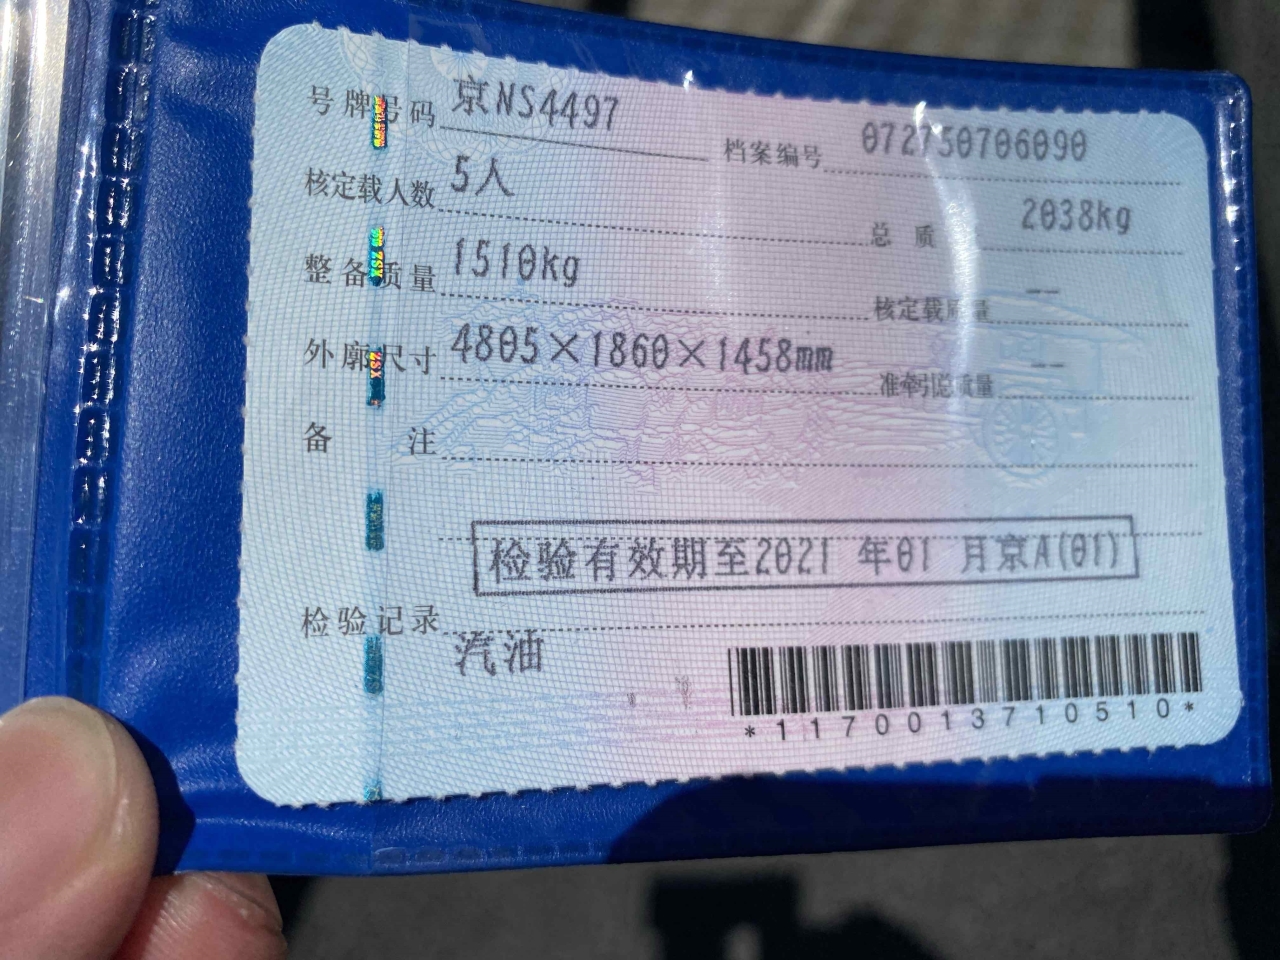 号牌号码 京NS4497 档案编号 072750706090
核定载人数 5人 总质 2038kg
整备质量 1510kg 核定载质量 --
外廓尺寸 4805×1860×1458mm 准牵引总质量 --
备注
检验有效期至2021 年01 月京A(01)
检验记录
汽油
*1170013710510*